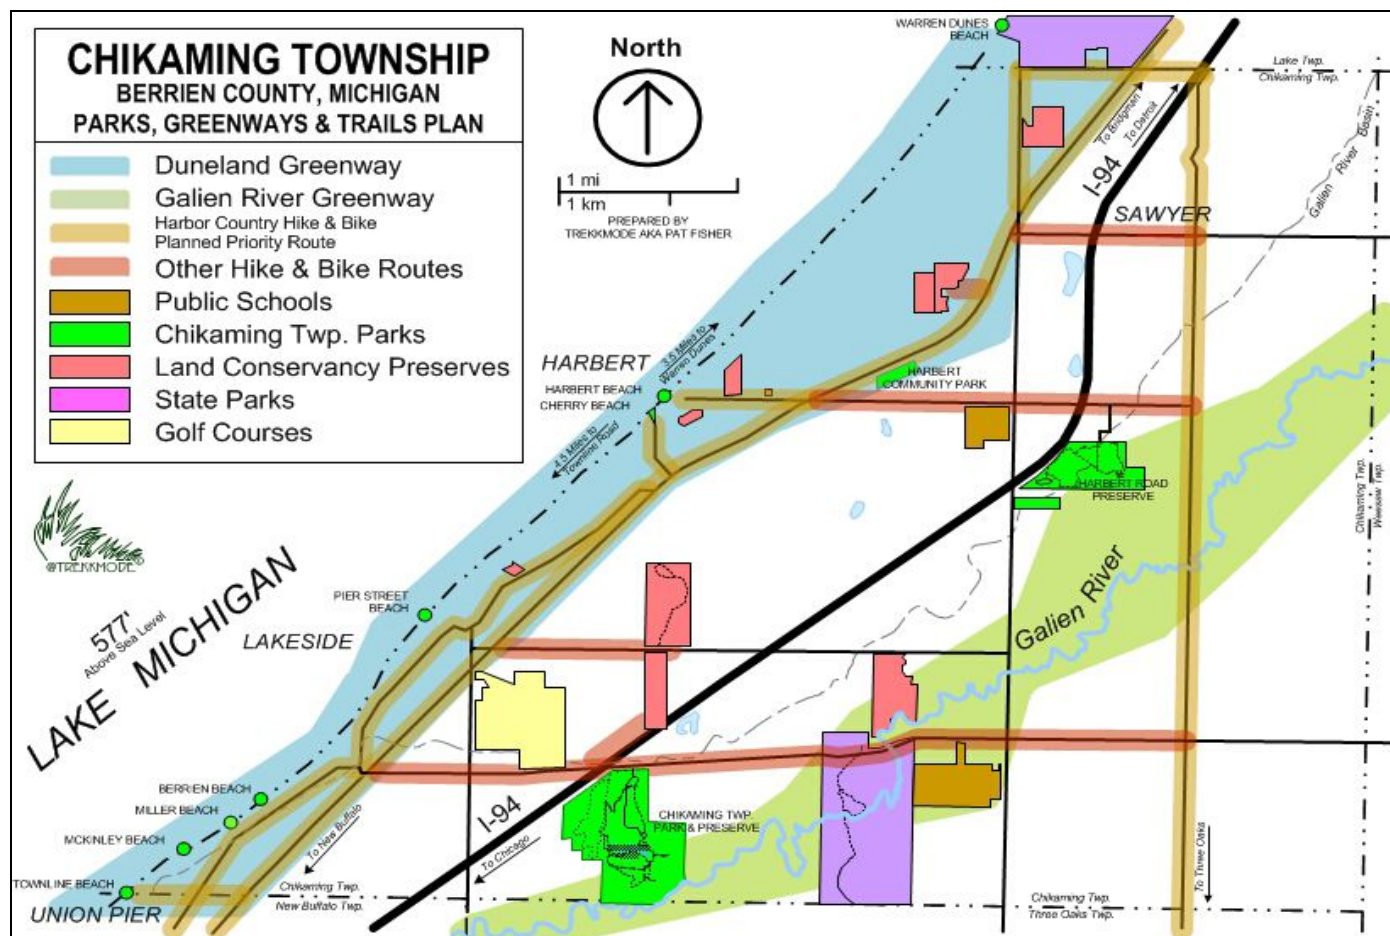 CHIKAMING TOWNSHIP
BERRIEN COUNTY, MICHIGAN
PARKS, GREENWAYS & TRAILS PLAN
Duneland Greenway
Galien River Greenway
Harbor Country Hike & Bike
Planned Priority Route
Other Hike & Bike Routes
Public Schools
Chikaming Twp. Parks
Land Conservancy Preserves
State Parks
Golf Courses
North
1 mi
1 km
PREPARED BY
TREKKMODE AKA PAT FISHER
WARREN DUNES
BEACH
Lake Twp.
Chikaming Twp.
To Bridgman
To Detroit
I-94
Galien River Basin
SAWYER
3.5 Miles to
Warren Dunes
HARBERT
HARBERT BEACH
CHERRY BEACH
4.5 Miles to
Townline Road
HARBERT
COMMUNITY PARK
HARBERT ROAD
PRESERVE
Chikaming Twp.
Weesaw Twp.
@TREKKMODE©
577'
Above Sea Level
LAKE MICHIGAN
PIER STREET
BEACH
LAKESIDE
Galien River
BERRIEN BEACH
MILLER BEACH
MCKINLEY BEACH
TOWNLINE BEACH
UNION PIER
To New Buffalo
Chikaming Twp.
New Buffalo Twp.
I-94
To Chicago
CHIKAMING TWP.
PARK & PRESERVE
To Three Oaks
Chikaming Twp.
Three Oaks Twp.